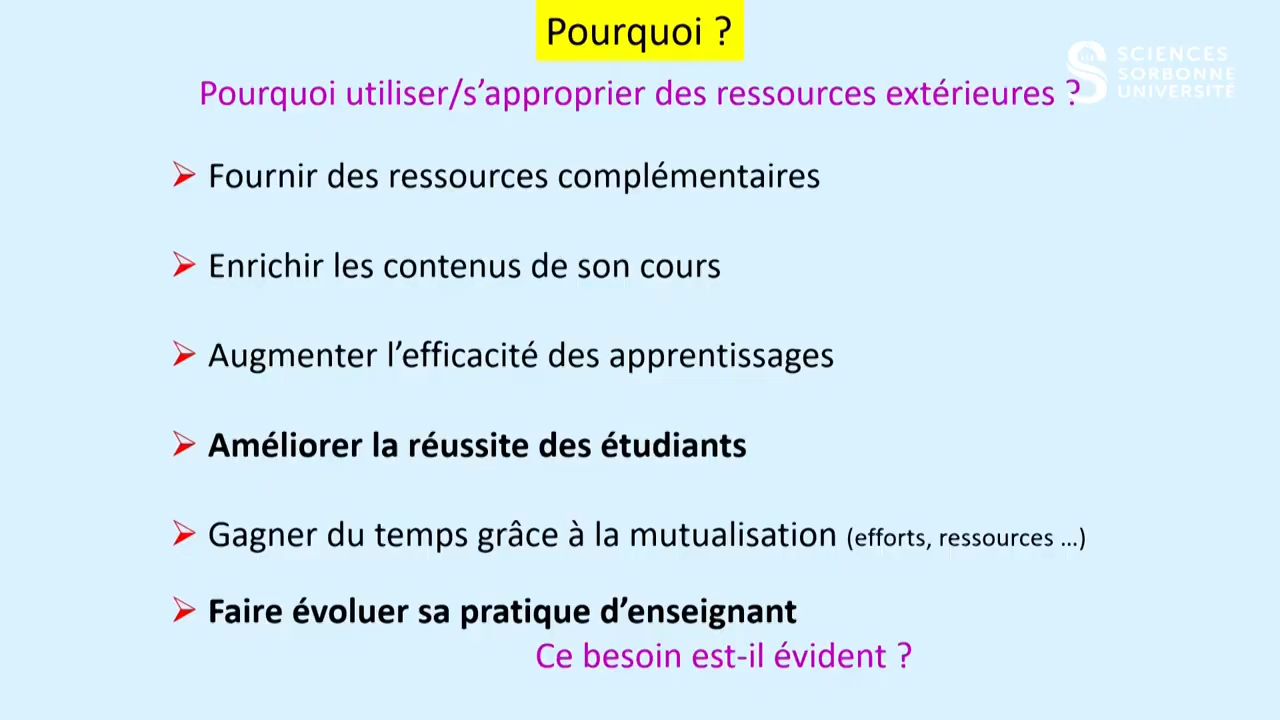 Pourquoi ?
SCIENCES
SORBONNE
UNIVERSITÉ
Pourquoi utiliser/s’approprier des ressources extérieures ?
Fournir des ressources complémentaires
Enrichir les contenus de son cours
Augmenter l’efficacité des apprentissages
Améliorer la réussite des étudiants
Gagner du temps grâce à la mutualisation (efforts, ressources …)
Faire évoluer sa pratique d’enseignant
Ce besoin est-il évident ?